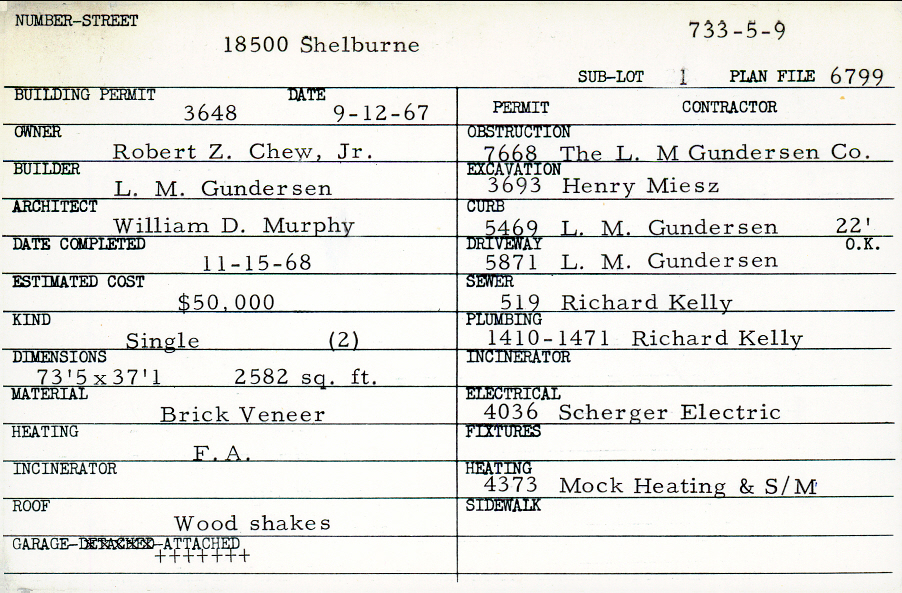 NUMBER-STREET
18500 Shelburne
733-5-9
SUB-LOT 1 PLAN FILE 6799
BUILDING PERMIT DATE
3648 9-12-67
OWNER
Robert Z. Chew, Jr.
BUILDER
L. M. Gundersen
ARCHITECT
William D. Murphy
DATE COMPLETED
11-15-68
ESTIMATED COST
$50,000
KIND
Single (2)
DIMENSIONS
73'5 x 37'1 2582 sq. ft.
MATERIAL
Brick Veneer
HEATING
F.A.
INCINERATOR
ROOF
Wood shakes
GARAGE-DETACHED-ATTACHED
+++++++
PERMIT CONTRACTOR
OBSTRUCTION
7668 The L. M Gundersen Co.
EXCAVATION
3693 Henry Miesz
CURB
5469 L. M. Gundersen 22'
DRIVEWAY O.K.
5871 L. M. Gundersen
SEWER
519 Richard Kelly
PLUMBING
1410-1471 Richard Kelly
INCINERATOR
ELECTRICAL
4036 Scherger Electric
FIXTURES
HEATING
4373 Mock Heating & S/M
SIDEWALK